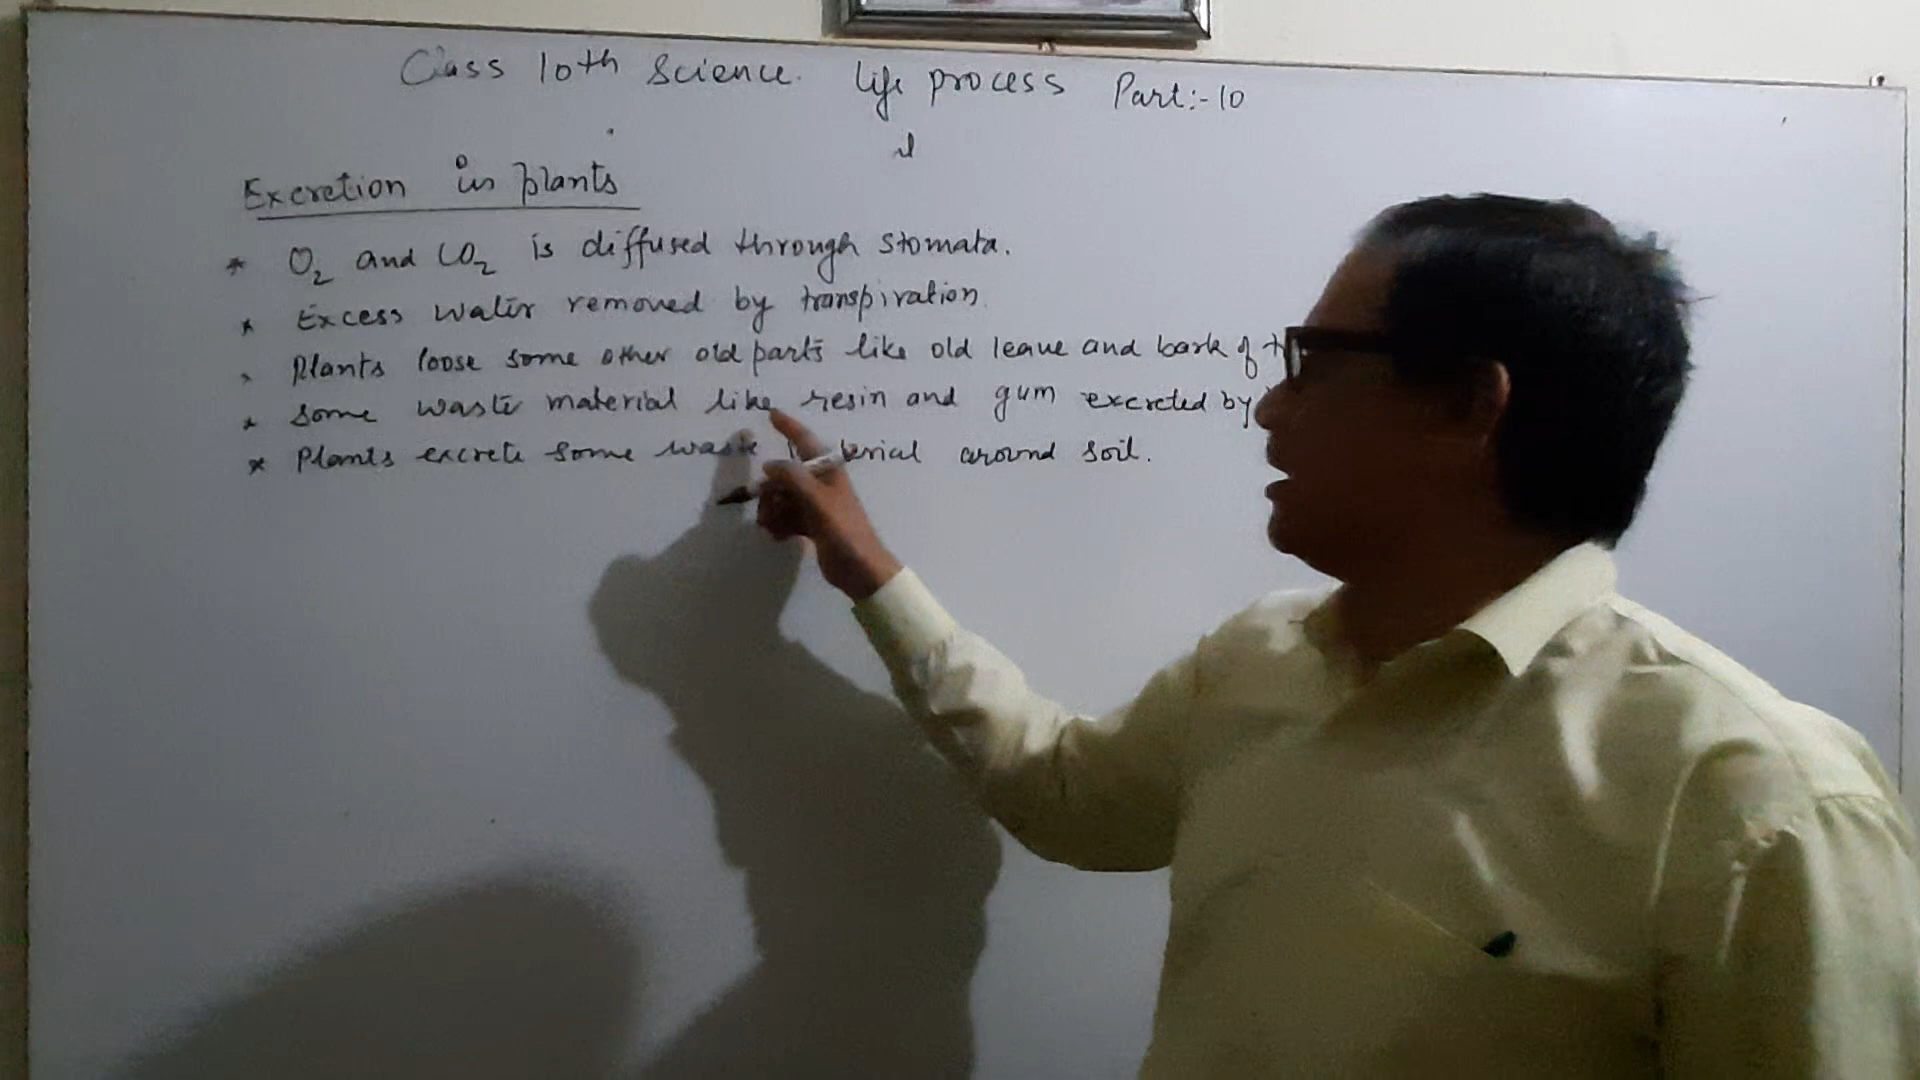 Class 10th Science. life process Part:-10
Excretion in plants
* O2 and CO2 is diffused through stomata.
* Excess water removed by transpiration.
* Plants loose some other old parts like old leave and bark of
* Some waste material like resin and gum excreted by
* Plants excrete some waste around soil.